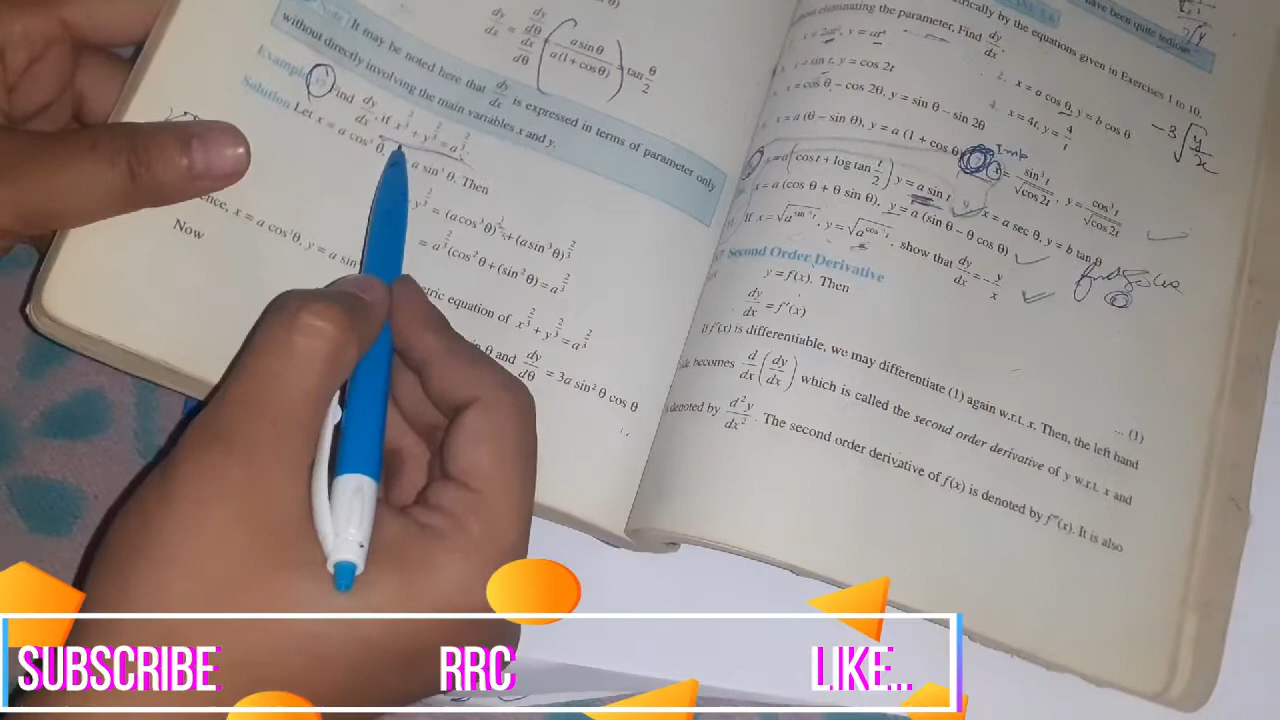 dy/dx = (dy/dθ)/(dx/dθ) = (a sin θ)/(a(1+cos θ)) = tan θ/2
Note It may be noted here that dy/dx is expressed in terms of parameter only
without directly involving the main variables x and y.
Example Find dy/dx, if x^(2/3) + y^(2/3) = a^(2/3).
Solution Let x = a cos³ θ, a sin³ θ. Then
y^(2/3) = (a cos³ θ)^(2/3) + (a sin³ θ)^(2/3)
= a^(2/3) (cos² θ + (sin² θ) = a^(2/3)
ence, x = a cos³θ, y = a sin
etric equation of x^(2/3) + y^(2/3) = a^(2/3)
Now
θ and dy/dθ = 3a sin² θ cos θ
have been quite tedious.
trically by the equations given in Exercises 1 to 10,
eliminating the parameter, Find dy/dx.
x = 2at², y = at⁴
2. x = a cos θ, y = b cos θ
x = sin t, y = cos 2t
4. x = 4t, y = 4/t
x = cos θ – cos 2θ, y = sin θ – sin 2θ
x = a (θ – sin θ), y = a (1 + cos θ)
Imp
x = sin³ t/√cos 2t, y = cos³ t/√cos 2t
x = a(cos t + log tan t/2) y = a sin t
x = a sec θ, y = b tan θ
x = a (cos θ + θ sin θ), y = a (sin θ – θ cos θ)
If x = √(a^(sin⁻¹ t)), y = √(a^(cos⁻¹ t)), show that dy/dx = – y/x
-3√(y/x)
Second Order Derivative
y = f(x). Then
dy/dx = f′(x)
... (1)
If f′(x) is differentiable, we may differentiate (1) again w.r.t. x. Then, the left hand
de becomes d/dx (dy/dx) which is called the second order derivative of y w.r.t. x and
denoted by d²y/dx². The second order derivative of f(x) is denoted by f″(x). It is also
SUBSCRIBE RRC LIKE...